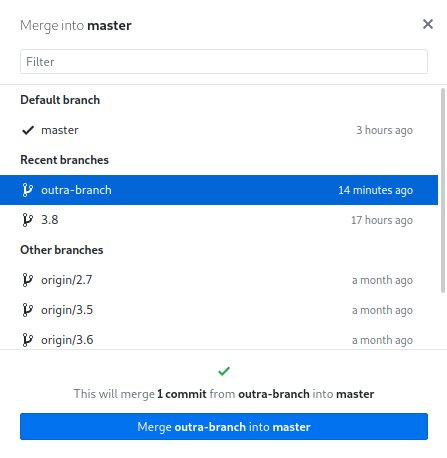 Merge into master
Filter
Default branch
master 3 hours ago
Recent branches
outra-branch 14 minutes ago
3.8 17 hours ago
Other branches
origin/2.7 a month ago
origin/3.5 a month ago
origin/3.6 a month ago
This will merge 1 commit from outra-branch into master
Merge outra-branch into master